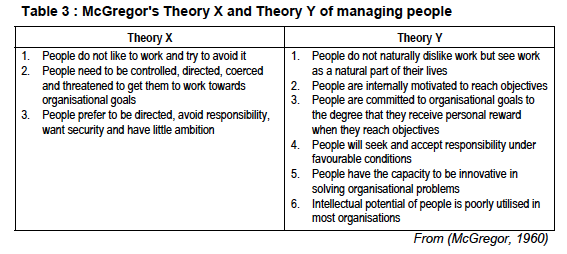 Table 3 : McGregor's Theory X and Theory Y of managing people
Theory X
1. People do not like to work and try to avoid it
2. People need to be controlled, directed, coerced
and threatened to get them to work towards
organisational goals
3. People prefer to be directed, avoid responsibility,
want security and have little ambition
Theory Y
1. People do not naturally dislike work but see work
as a natural part of their lives
2. People are internally motivated to reach objectives
3. People are committed to organisational goals to
the degree that they receive personal reward
when they reach objectives
4. People will seek and accept responsibility under
favourable conditions
5. People have the capacity to be innovative in
solving organisational problems
6. Intellectual potential of people is poorly utilised in
most organisations
From (McGregor, 1960)